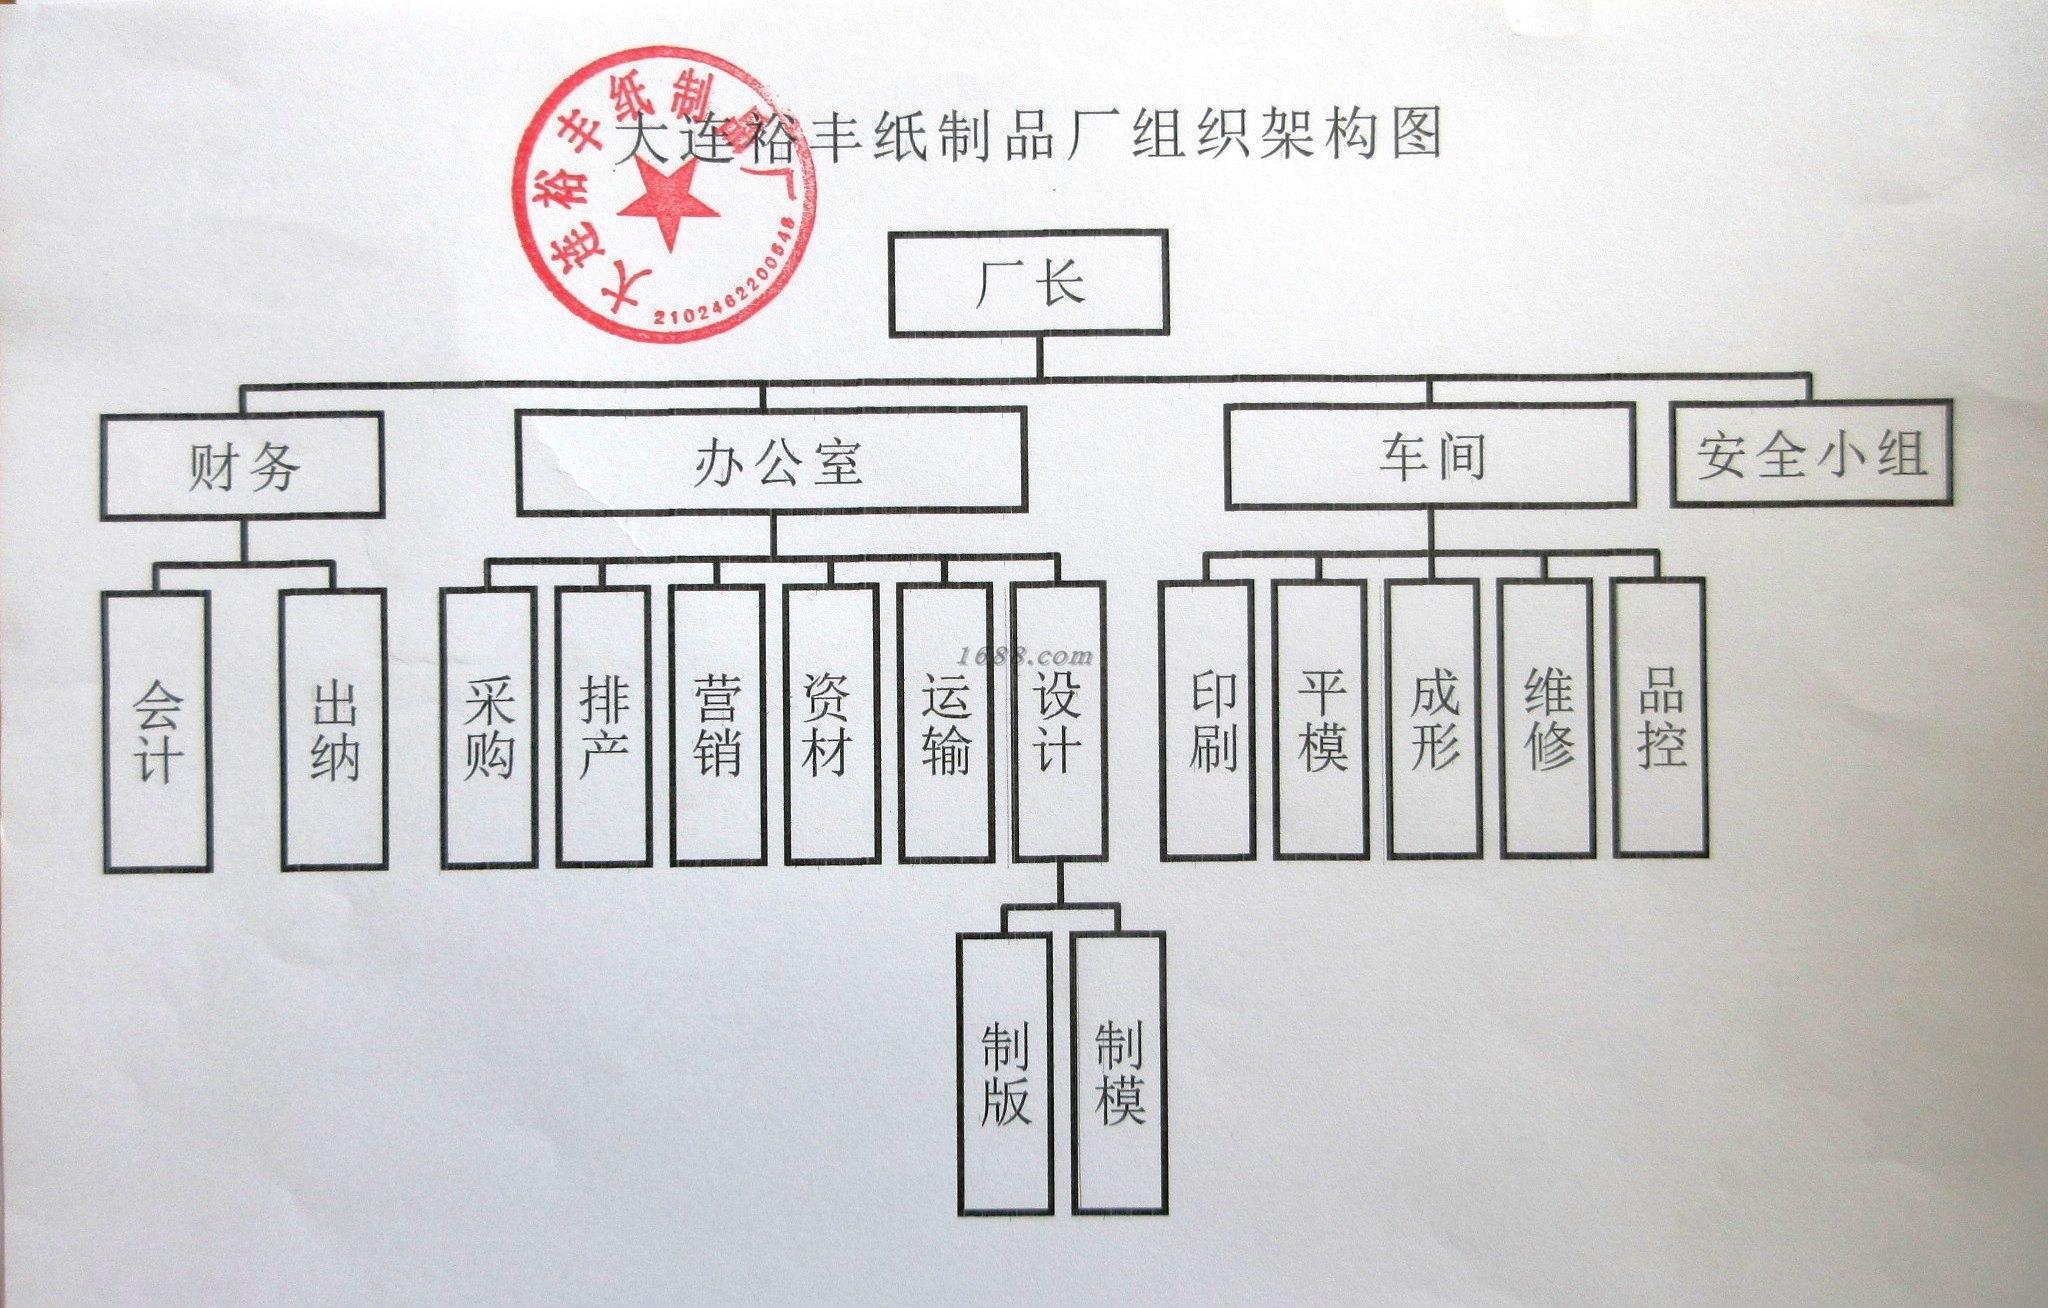 大连裕丰纸制品厂组织架构图
大连裕丰纸制品厂
2102462200548
厂长
财务
办公室
车间
安全小组
会计
出纳
采购
排产
营销
资材
运输
设计
印刷
平模
成形
维修
品控
1688.com
制版
制模